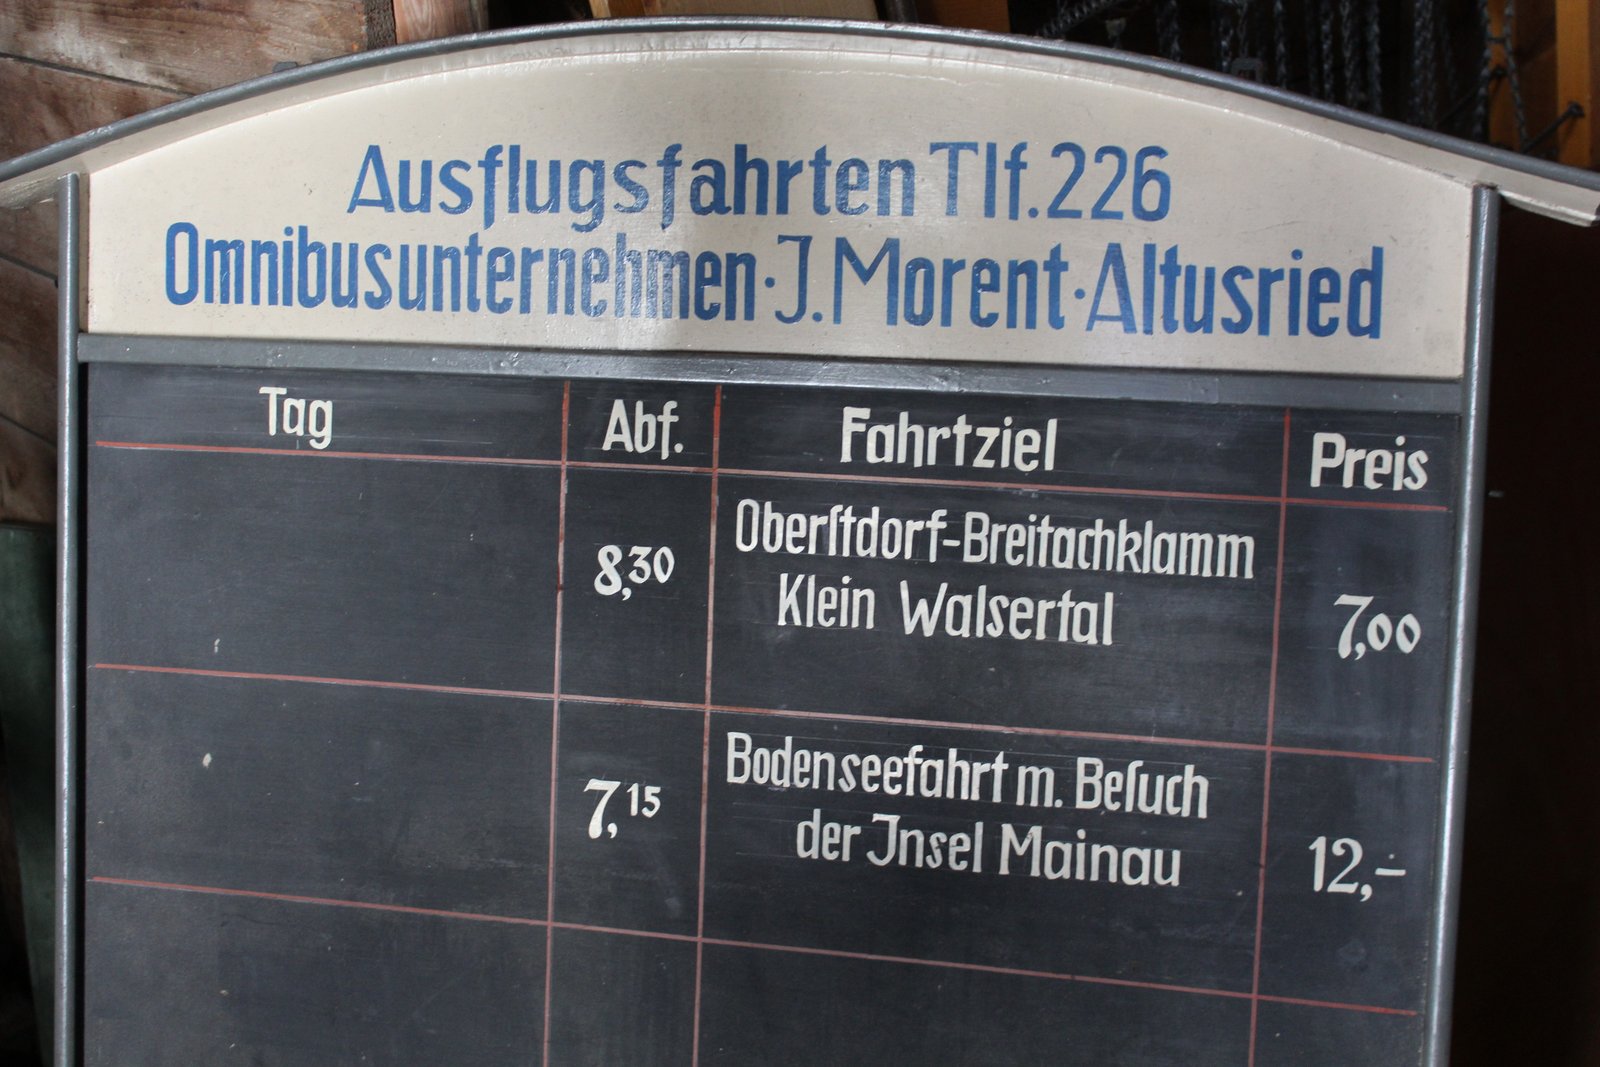 Ausflugsfahrten Tlf. 226
Omnibusunternehmen · J. Morent · Altusried
Tag Abf. Fahrtziel Preis
Oberſtdorf-Breitachklamm
8,30 Klein Walsertal 7,00
Bodenseefahrt m. Beſuch
7,15 der Jnsel Mainau 12,-